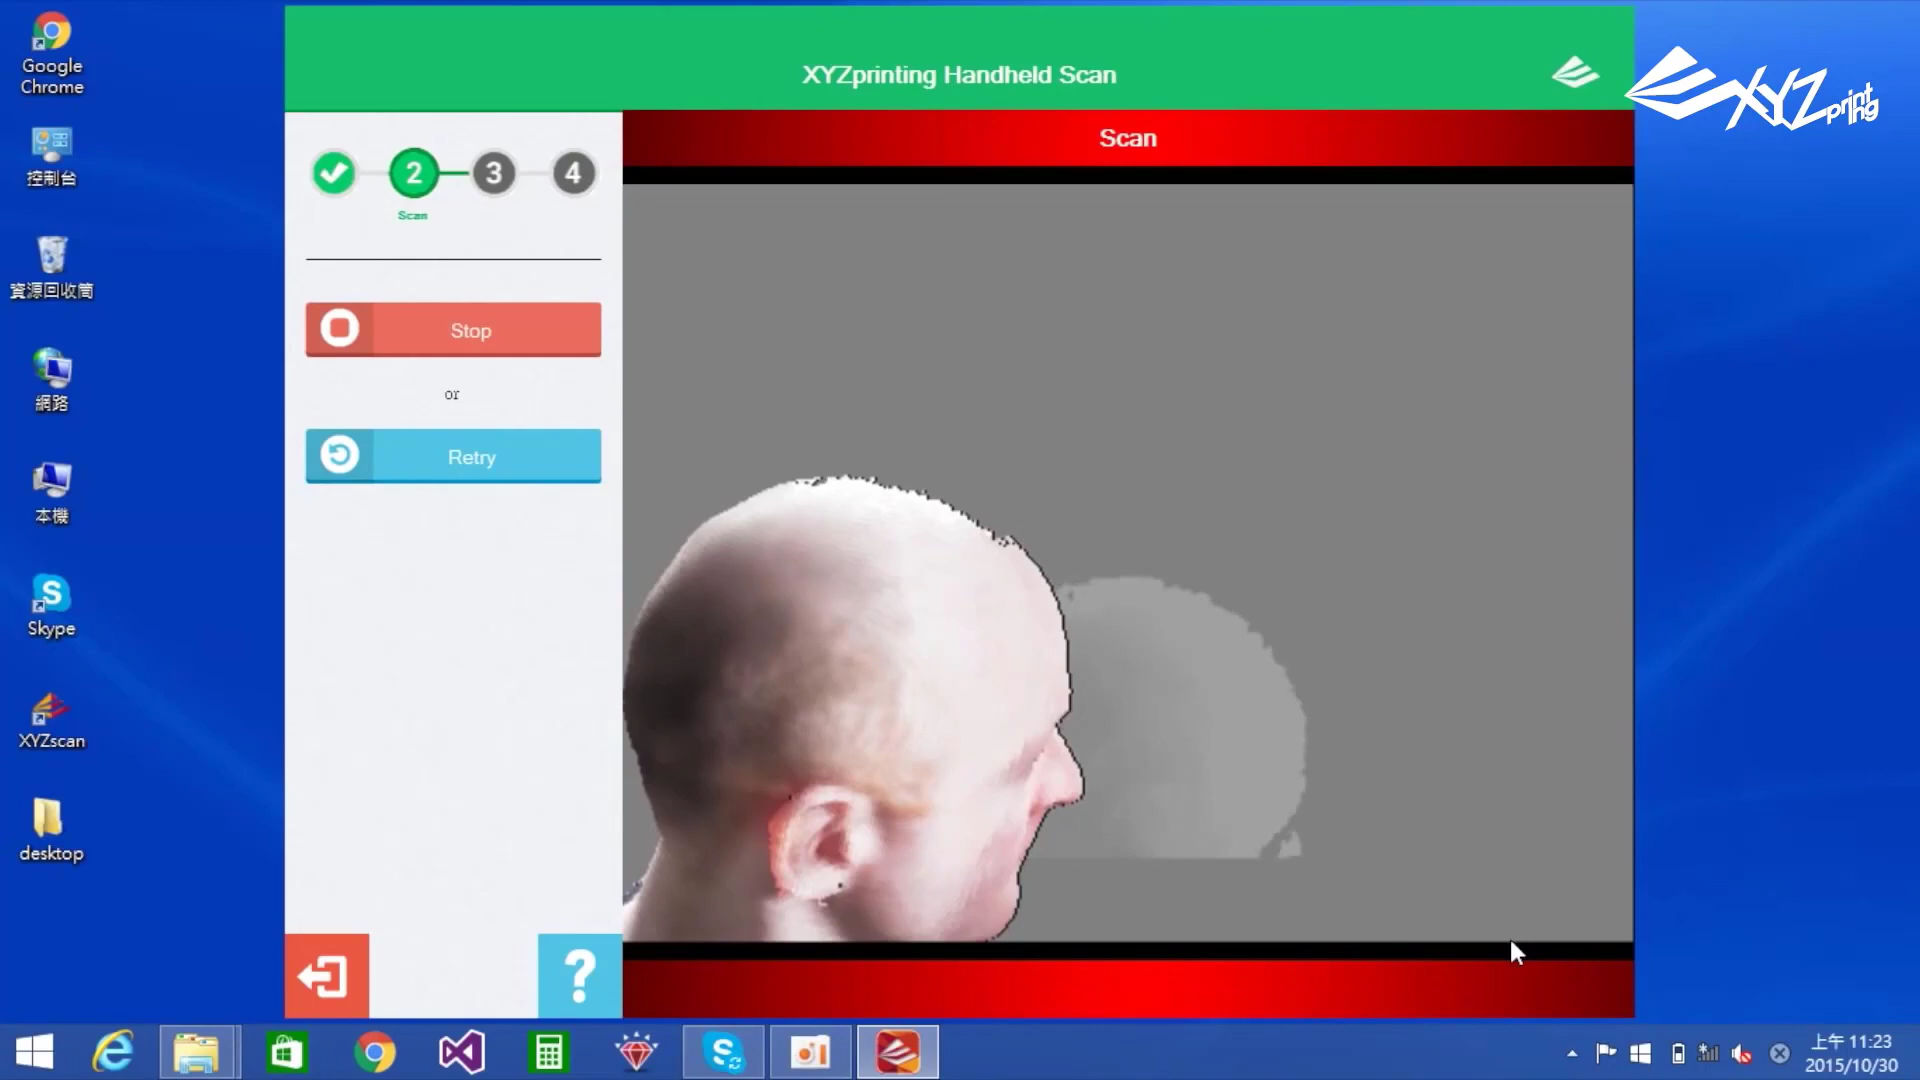 Google
Chrome
控制台
資源回收筒
網路
本機
Skype
XYZscan
desktop
XYZprinting Handheld Scan
XYZprinting
Scan
2
3
4
Scan
Stop
or
Retry
?
上午 11:23
2015/10/30